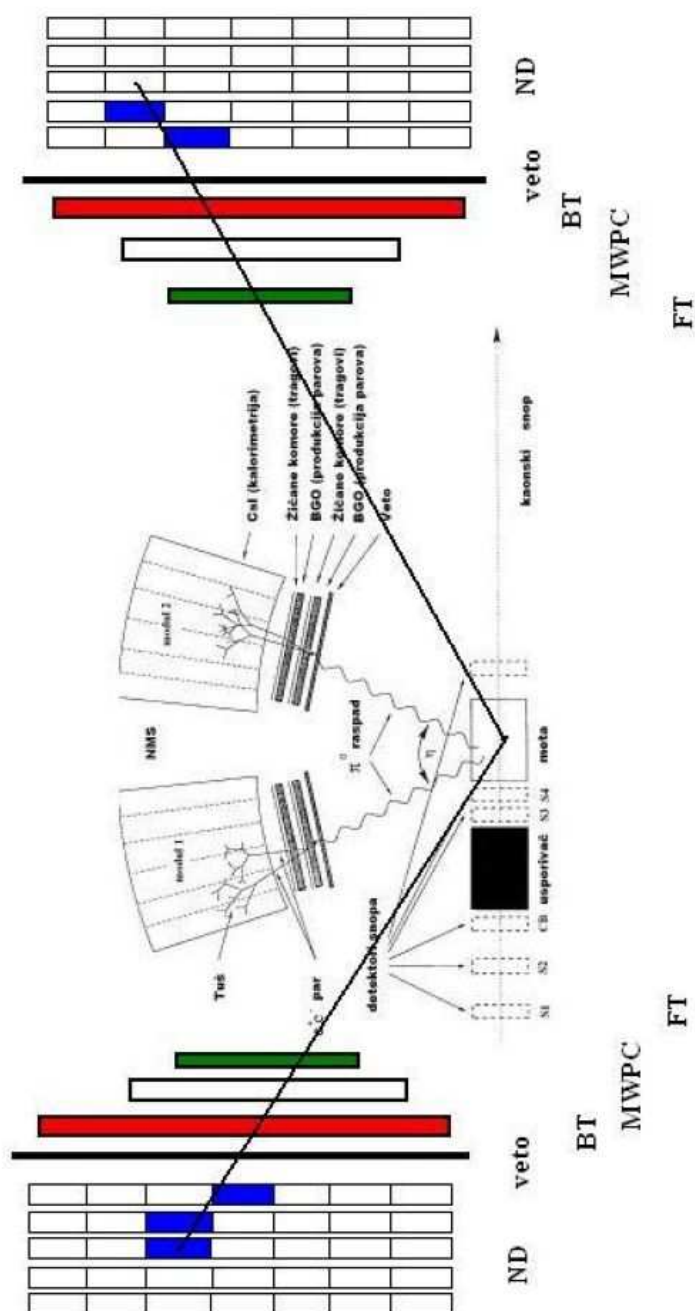 ND
veto
BT
MWPC
FT
CsI (kalorimetrija)
Žičane komore (tragovi)
BGO (produkcija parova)
Žičane komore (tragovi)
BGO (produkcija parova)
Veto
kaonski snop
modul 2
NMS
π⁰ raspad
η
meta
S4
S3
modul 1
usporivač
CB
S2
S1
detektori snopa
Tuš
par
FT
MWPC
BT
veto
ND